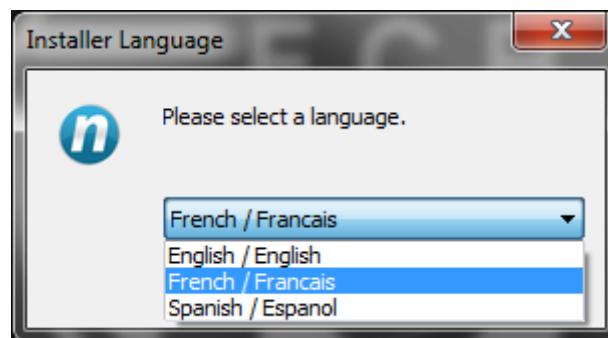 Installer Language
Please select a language.
French / Francais
English / English
French / Francais
Spanish / Espanol